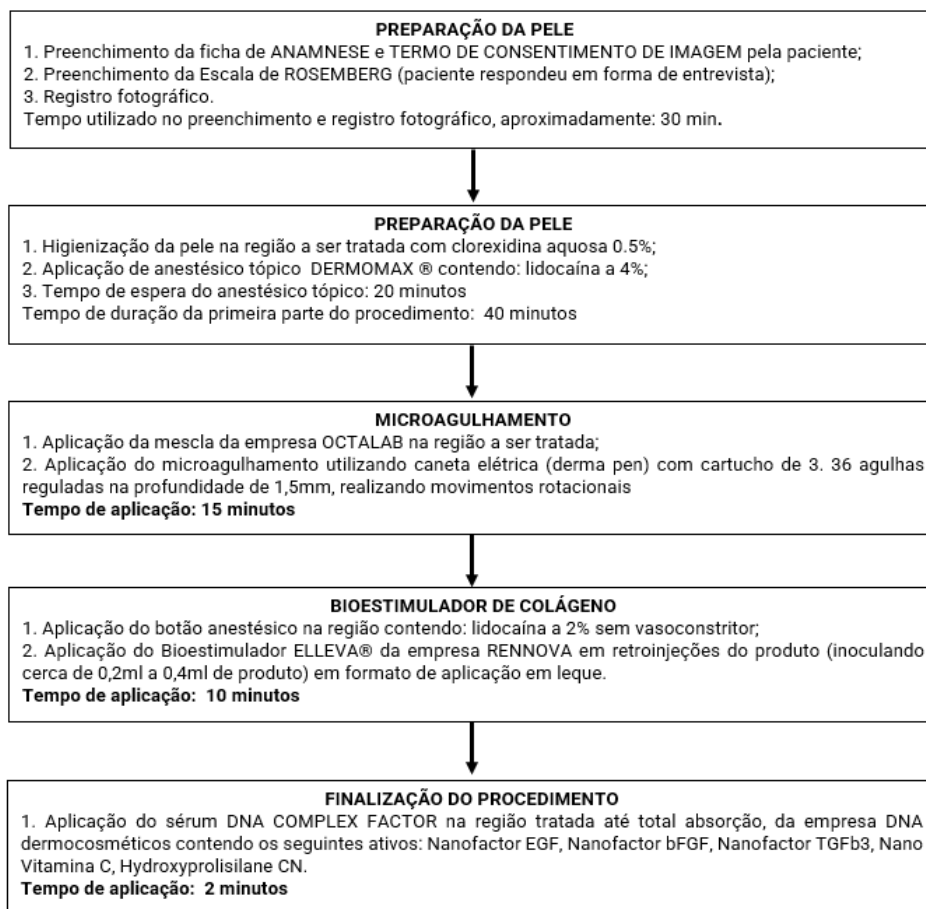 PREPARAÇÃO DA PELE
1. Preenchimento da ficha de ANAMNESE e TERMO DE CONSENTIMENTO DE IMAGEM pela paciente;
2. Preenchimento da Escala de ROSEMBERG (paciente respondeu em forma de entrevista);
3. Registro fotográfico.
Tempo utilizado no preenchimento e registro fotográfico, aproximadamente: 30 min.
PREPARAÇÃO DA PELE
1. Higienização da pele na região a ser tratada com clorexidina aquosa 0.5%;
2. Aplicação de anestésico tópico DERMOMAX ® contendo: lidocaína a 4%;
3. Tempo de espera do anestésico tópico: 20 minutos
Tempo de duração da primeira parte do procedimento: 40 minutos
MICROAGULHAMENTO
1. Aplicação da mescla da empresa OCTALAB na região a ser tratada;
2. Aplicação do microagulhamento utilizando caneta elétrica (derma pen) com cartucho de 3. 36 agulhas
reguladas na profundidade de 1,5mm, realizando movimentos rotacionais
Tempo de aplicação: 15 minutos
BIOESTIMULADOR DE COLÁGENO
1. Aplicação do botão anestésico na região contendo: lidocaína a 2% sem vasoconstritor;
2. Aplicação do Bioestimulador ELLEVA® da empresa RENNOVA em retroinjeções do produto (inoculando
cerca de 0,2ml a 0,4ml de produto) em formato de aplicação em leque.
Tempo de aplicação: 10 minutos
FINALIZAÇÃO DO PROCEDIMENTO
1. Aplicação do sérum DNA COMPLEX FACTOR na região tratada até total absorção, da empresa DNA
dermocosméticos contendo os seguintes ativos: Nanofactor EGF, Nanofactor bFGF, Nanofactor TGFb3, Nano
Vitamina C, Hydroxyprolisilane CN.
Tempo de aplicação: 2 minutos